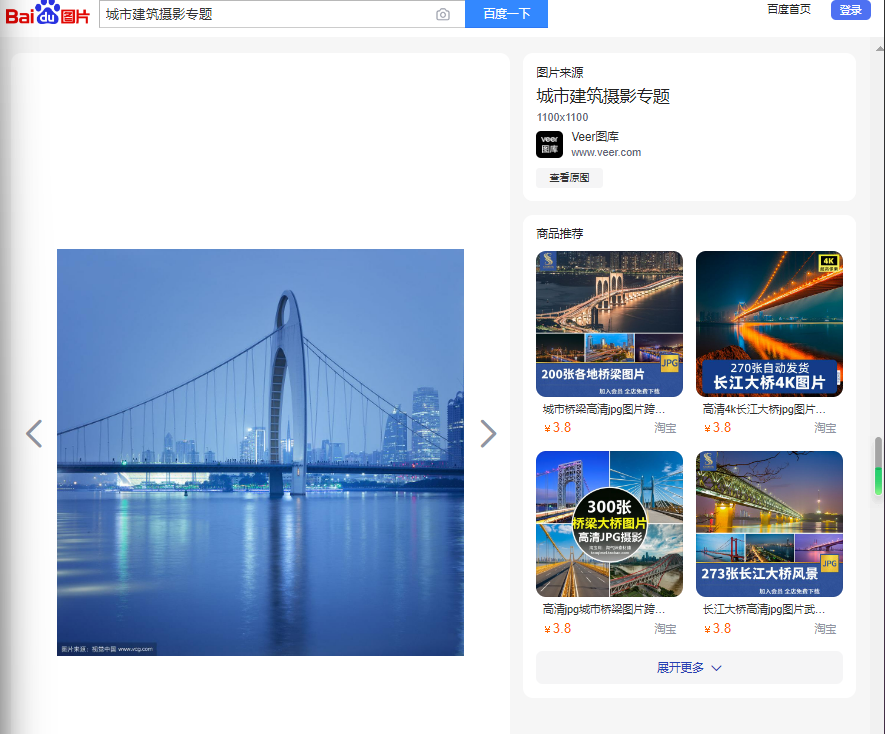 Bai du 图片
城市建筑摄影专题
百度一下
百度首页
登录
图片来源
城市建筑摄影专题
1100x1100
veer
图库
Veer图库
www.veer.com
查看原图
商品推荐
JPG
200张各地桥梁图片
加入会员 全店免费下载
城市桥梁高清jpg图片跨...
¥3.8
淘宝
4K
270张自动发货
长江大桥4K图片
高清4k长江大桥jpg图片...
¥3.8
淘宝
300张
桥梁大桥图片
高清JPG摄影
高清jpg城市桥梁图片跨...
¥3.8
淘宝
JPG
273张长江大桥风景
加入会员 全店免费下载
长江大桥高清jpg图片武...
¥3.8
淘宝
展开更多
图片来源：视觉中国 www.vcg.com